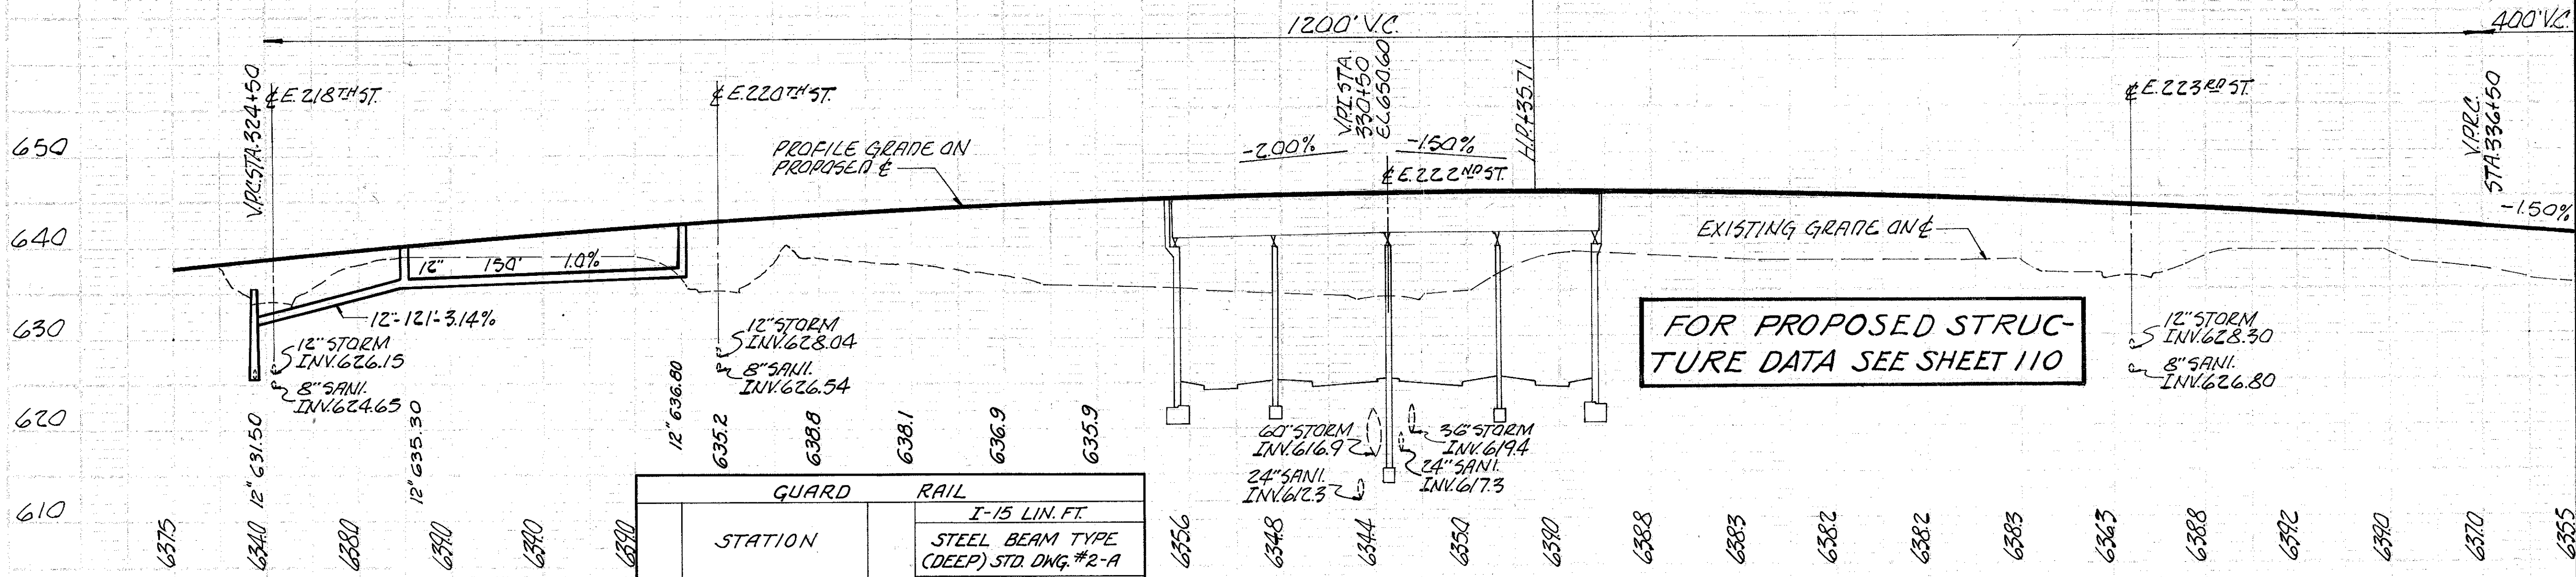 1200' V.C.
400' V.C.
V.P.C. STA. 324+50
℄ E. 218TH ST.
℄ E. 220TH ST.
V.P.I. STA.
330+50
EL. 650.60
H.P. +35.71
℄ E. 223RD ST.
V.P.R.C.
STA. 336+50
650
PROFILE GRADE ON
PROPOSED ℄
-2.00%
-1.50%
℄ E. 222ND ST.
-1.50%
640
EXISTING GRADE ON ℄
12" 150' 1.0%
630
12"-121'-3.14%
12" STORM
INV. 626.15
8" SANI.
INV. 624.65
12" STORM
INV. 628.04
8" SANI.
INV. 626.54
FOR PROPOSED STRUC-
TURE DATA SEE SHEET 110
12" STORM
INV. 628.30
8" SANI.
INV. 626.80
620
12" 631.50
12" 635.30
12" 636.80
635.2
638.8
638.1
636.9
635.9
60" STORM
INV. 616.9
24" SANI.
INV. 612.3
36" STORM
INV. 619.4
24" SANI.
INV. 617.3
610
GUARD RAIL
I-15 LIN. FT.
STATION
STEEL BEAM TYPE
(DEEP) STD. DWG. #2-A
637.5
634.0
638.0
639.0
639.0
639.0
635.6
634.8
634.4
635.0
639.0
638.8
638.3
638.2
638.2
638.3
636.3
638.8
639.2
639.0
637.0
635.5